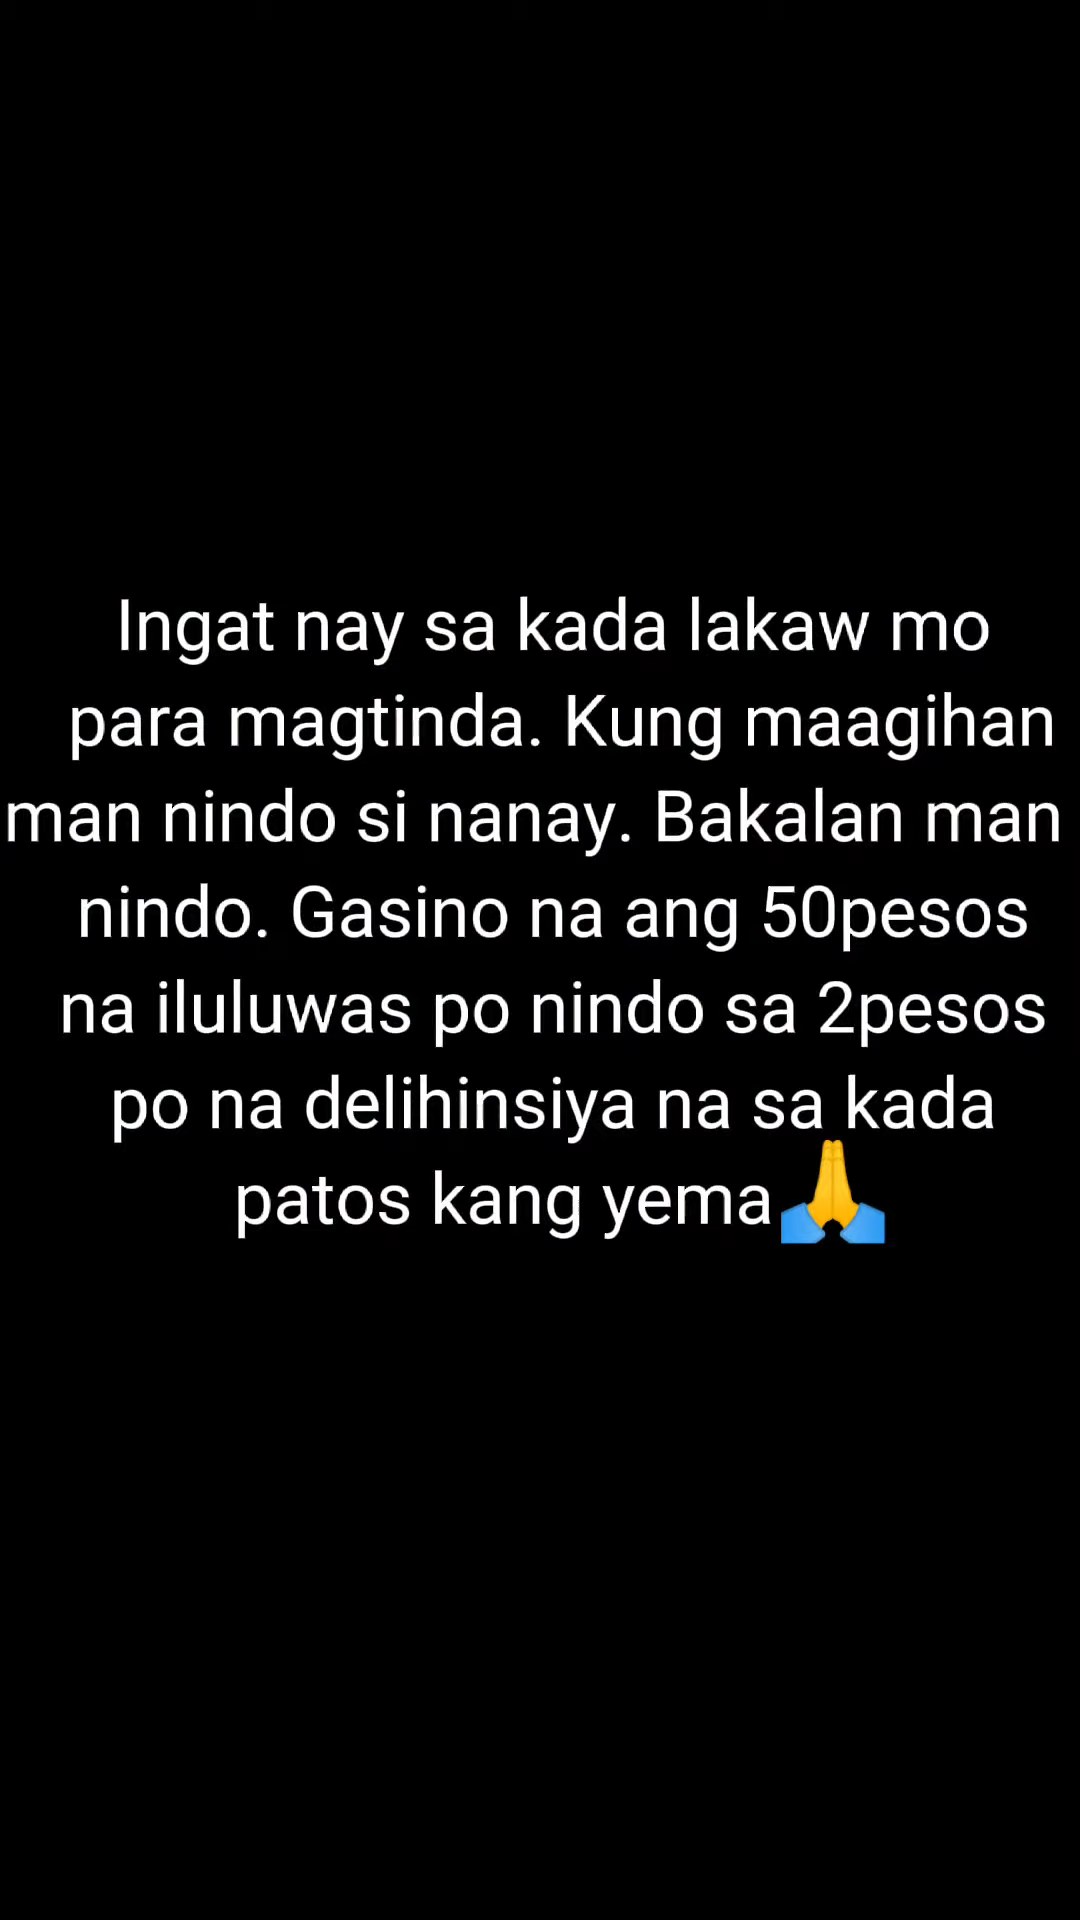 Ingat nay sa kada lakaw mo
para magtinda. Kung maagihan
man nindo si nanay. Bakalan man
nindo. Gasino na ang 50pesos
na iluluwas po nindo sa 2pesos
po na delihinsiya na sa kada
patos kang yema🙏